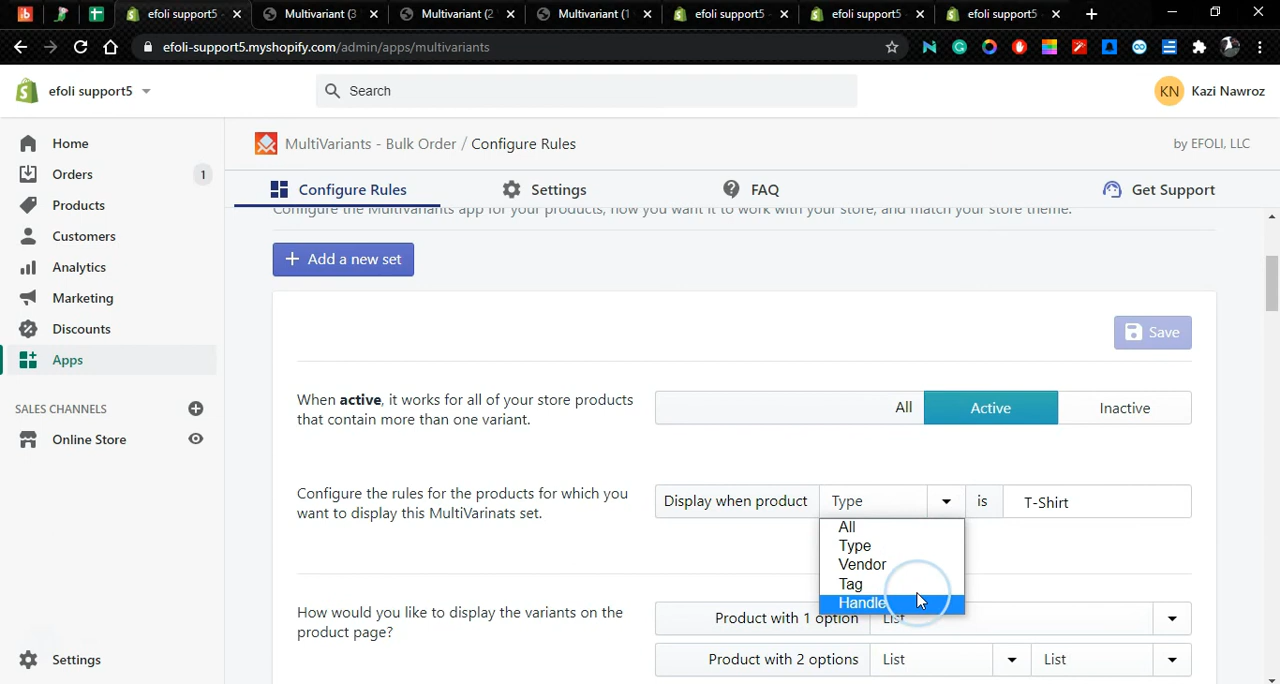 efoli support5
Multivariant (3
Multivariant (2
Multivariant (1
efoli support5
efoli support5
efoli support5
efoli-support5.myshopify.com/admin/apps/multivariants
efoli support5
Search
KN
Kazi Nawroz
Home
Orders
1
Products
Customers
Analytics
Marketing
Discounts
Apps
SALES CHANNELS
Online Store
Settings
MultiVariants - Bulk Order / Configure Rules
by EFOLI, LLC
Configure Rules
Settings
FAQ
Get Support
Configure the Multivariants app for your products, how you want it to work with your store, and match your store theme.
+ Add a new set
Save
When active, it works for all of your store products
that contain more than one variant.
All
Active
Inactive
Configure the rules for the products for which you
want to display this MultiVarinats set.
Display when product
Type
is
T-Shirt
All
Type
Vendor
Tag
Handle
How would you like to display the variants on the
product page?
Product with 1 option
List
Product with 2 options
List
List